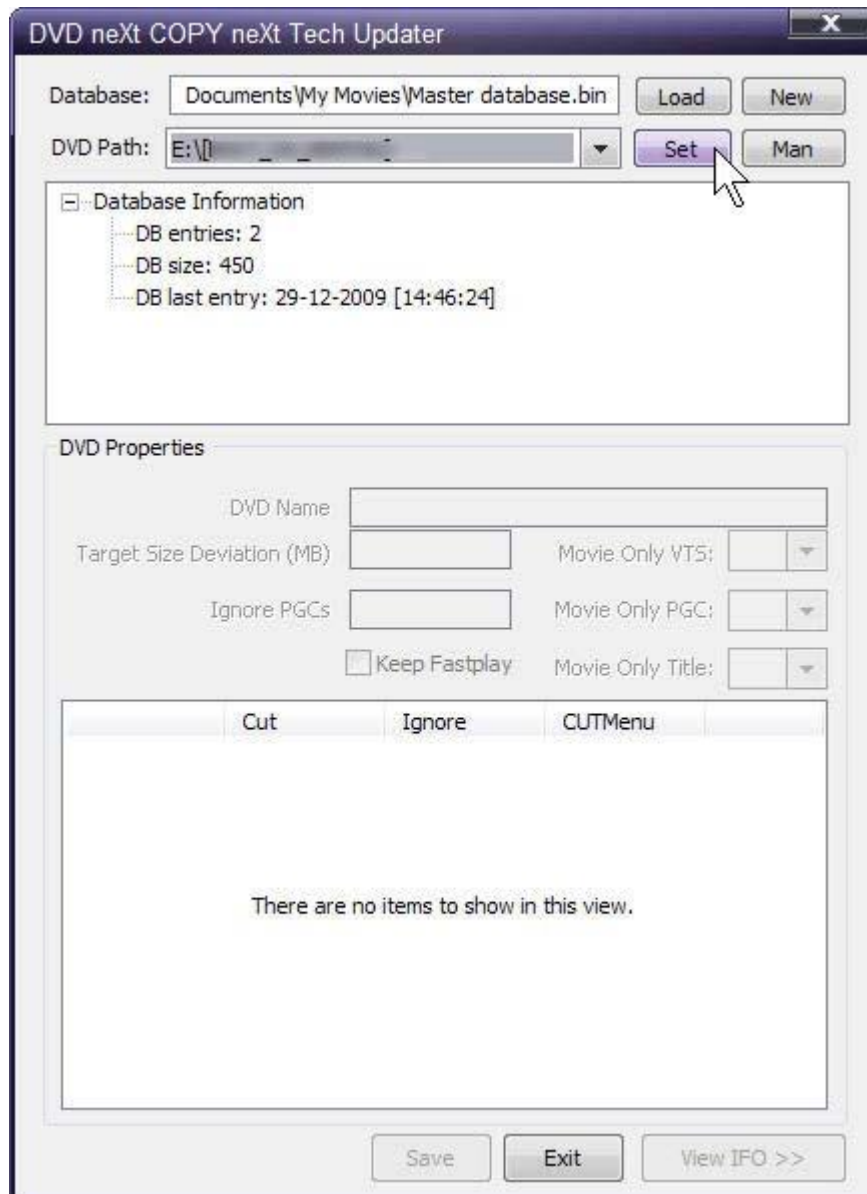 DVD neXt COPY neXt Tech Updater X
Database: Documents\My Movies\Master database.bin Load New
DVD Path: E:\[ ] Set Man
Database Information
DB entries: 2
DB size: 450
DB last entry: 29-12-2009 [14:46:24]
DVD Properties
DVD Name
Target Size Deviation (MB) Movie Only VTS:
Ignore PGCs Movie Only PGC:
Keep Fastplay Movie Only Title:
Cut Ignore CUTMenu
There are no items to show in this view.
Save Exit View IFO >>